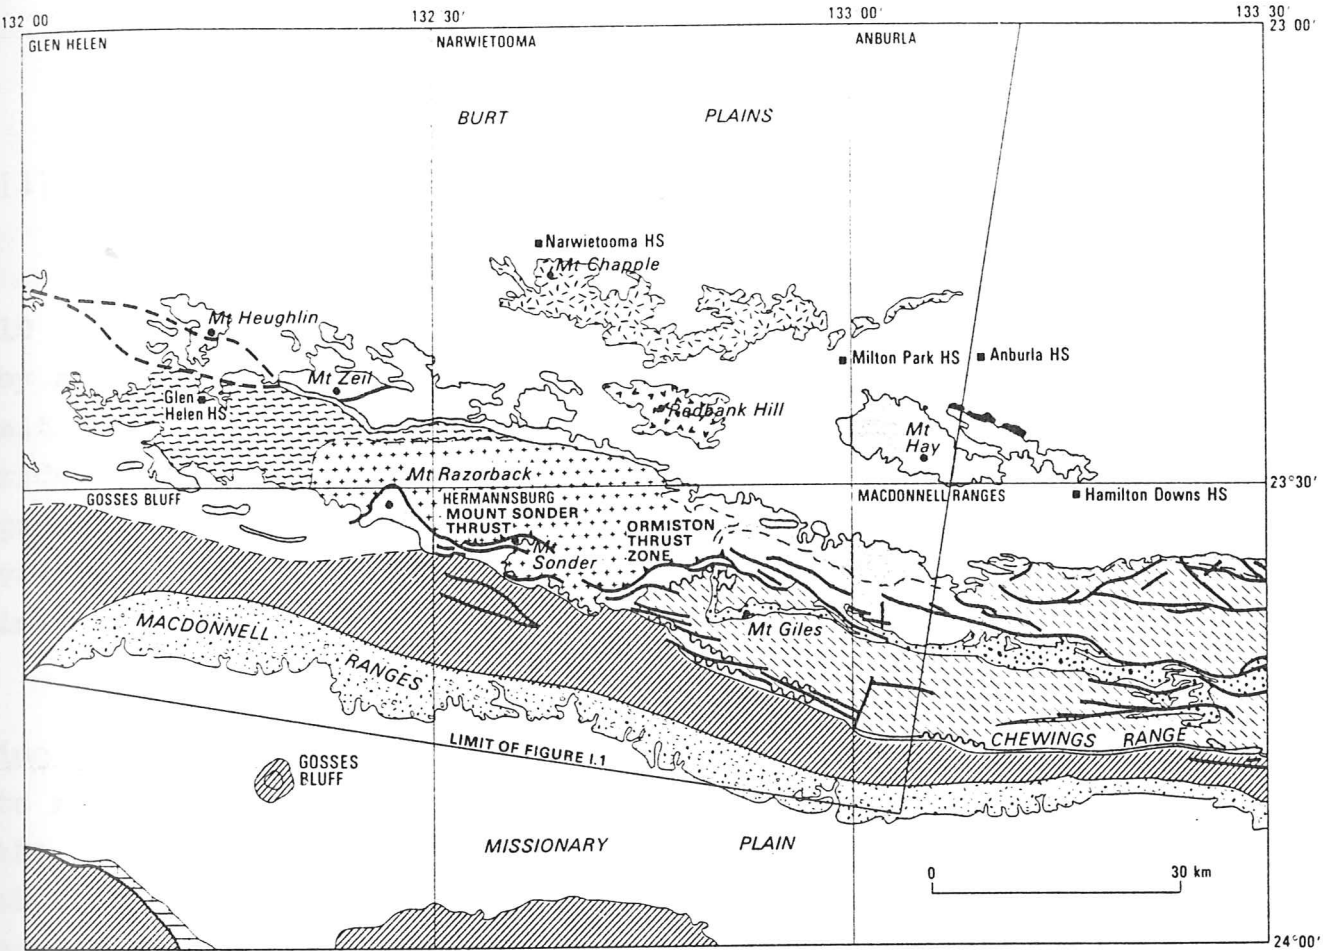 132 00
132 30'
133 00'
133 30'
23 00
GLEN HELEN
NARWIETOOMA
ANBURLA
BURT PLAINS
Narwietooma HS
Mt Chapple
Mt Heughlin
Milton Park HS
Anburla HS
Mt Zeil
Glen
Helen HS
Redbank Hill
Mt
Hay
Mt Razorback
GOSSES BLUFF
HERMANNSBURG
MOUNT SONDER
THRUST
MACDONNELL RANGES
23°30'
Hamilton Downs HS
ORMISTON
THRUST
ZONE
Mt
Sonder
MACDONNELL
RANGES
Mt Giles
LIMIT OF FIGURE I.1
CHEWINGS RANGE
GOSSES
BLUFF
MISSIONARY PLAIN
0 30 km
24°00'